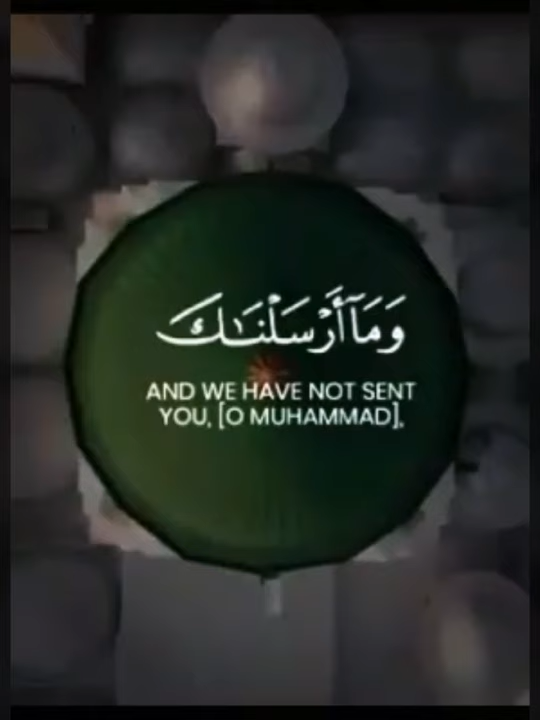 وَمَآ أَرْسَلْنَـٰكَ
AND WE HAVE NOT SENT
YOU, [O MUHAMMAD],